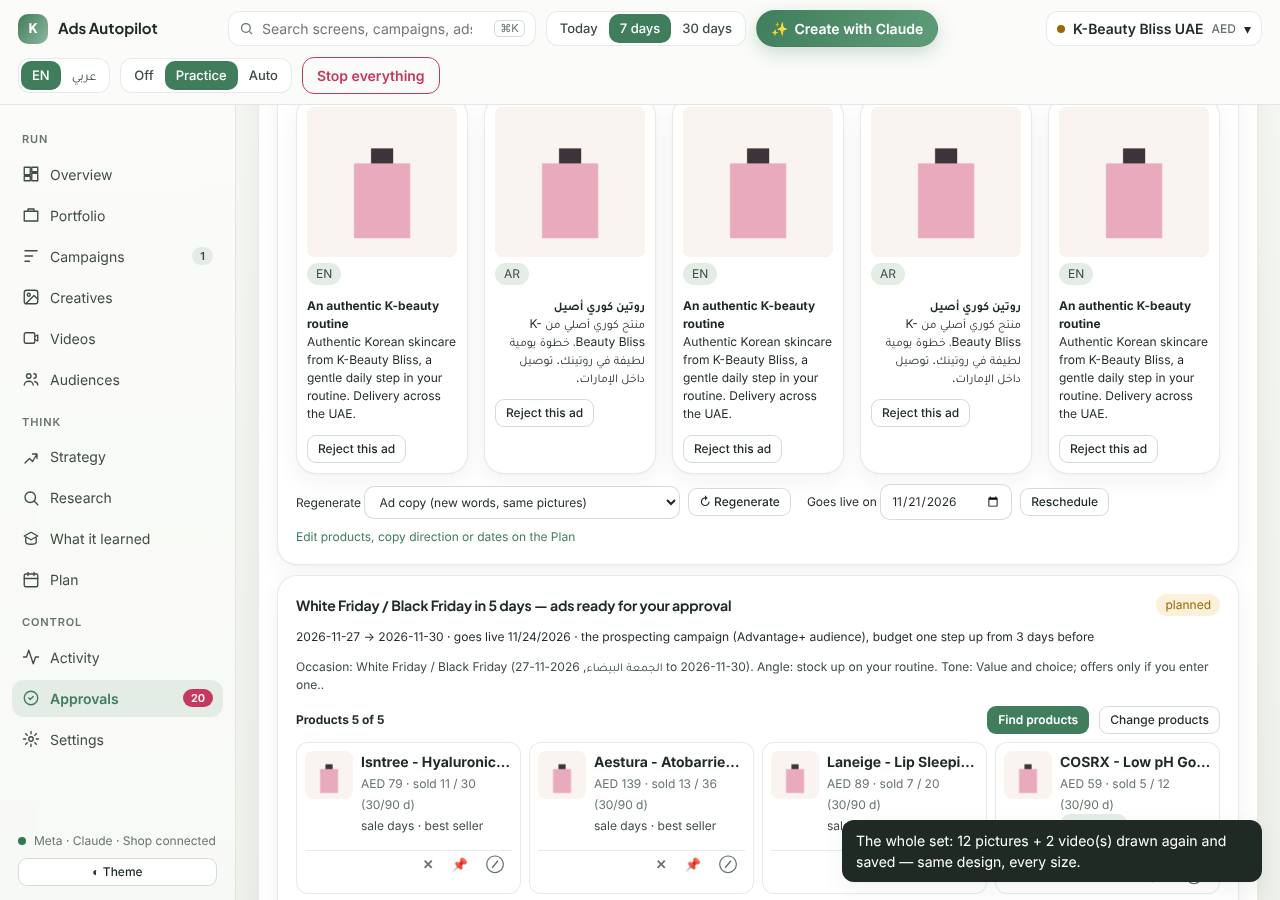 K Ads Autopilot
Search screens, campaigns, ads ⌘K
Today 7 days 30 days
✨ Create with Claude
K-Beauty Bliss UAE AED ▾
EN عربي
Off Practice Auto
Stop everything
RUN
Overview
Portfolio
Campaigns 1
Creatives
Videos
Audiences
THINK
Strategy
Research
What it learned
Plan
CONTROL
Activity
Approvals 20
Settings
Meta · Claude · Shop connected
Theme
EN
An authentic K-beauty
routine
Authentic Korean skincare
from K-Beauty Bliss, a
gentle daily step in your
routine. Delivery across
the UAE.
Reject this ad
AR
روتين كوري أصيل
منتج كوري أصلي من K-
Beauty Bliss. خطوة يومية
لطيفة في روتينك. توصيل
داخل الإمارات.
Reject this ad
EN
An authentic K-beauty
routine
Authentic Korean skincare
from K-Beauty Bliss, a
gentle daily step in your
routine. Delivery across
the UAE.
Reject this ad
AR
روتين كوري أصيل
منتج كوري أصلي من K-
Beauty Bliss. خطوة يومية
لطيفة في روتينك. توصيل
داخل الإمارات.
Reject this ad
EN
An authentic K-beauty
routine
Authentic Korean skincare
from K-Beauty Bliss, a
gentle daily step in your
routine. Delivery across
the UAE.
Reject this ad
Regenerate Ad copy (new words, same pictures) ↻ Regenerate Goes live on 11/21/2026 Reschedule
Edit products, copy direction or dates on the Plan
White Friday / Black Friday in 5 days — ads ready for your approval planned
2026-11-27 → 2026-11-30 · goes live 11/24/2026 · the prospecting campaign (Advantage+ audience), budget one step up from 3 days before
Occasion: White Friday / Black Friday (الجمعة البيضاء, 2026-11-27 to 2026-11-30). Angle: stock up on your routine. Tone: Value and choice; offers only if you enter
one..
Products 5 of 5 Find products Change products
Isntree - Hyaluronic...
AED 79 · sold 11 / 30
(30/90 d)
sale days · best seller
Aestura - Atobarrie...
AED 139 · sold 13 / 36
(30/90 d)
sale days · best seller
Laneige - Lip Sleepi...
AED 89 · sold 7 / 20
(30/90 d)
COSRX - Low pH Go...
AED 59 · sold 5 / 12
(30/90 d)
The whole set: 12 pictures + 2 video(s) drawn again and
saved — same design, every size.